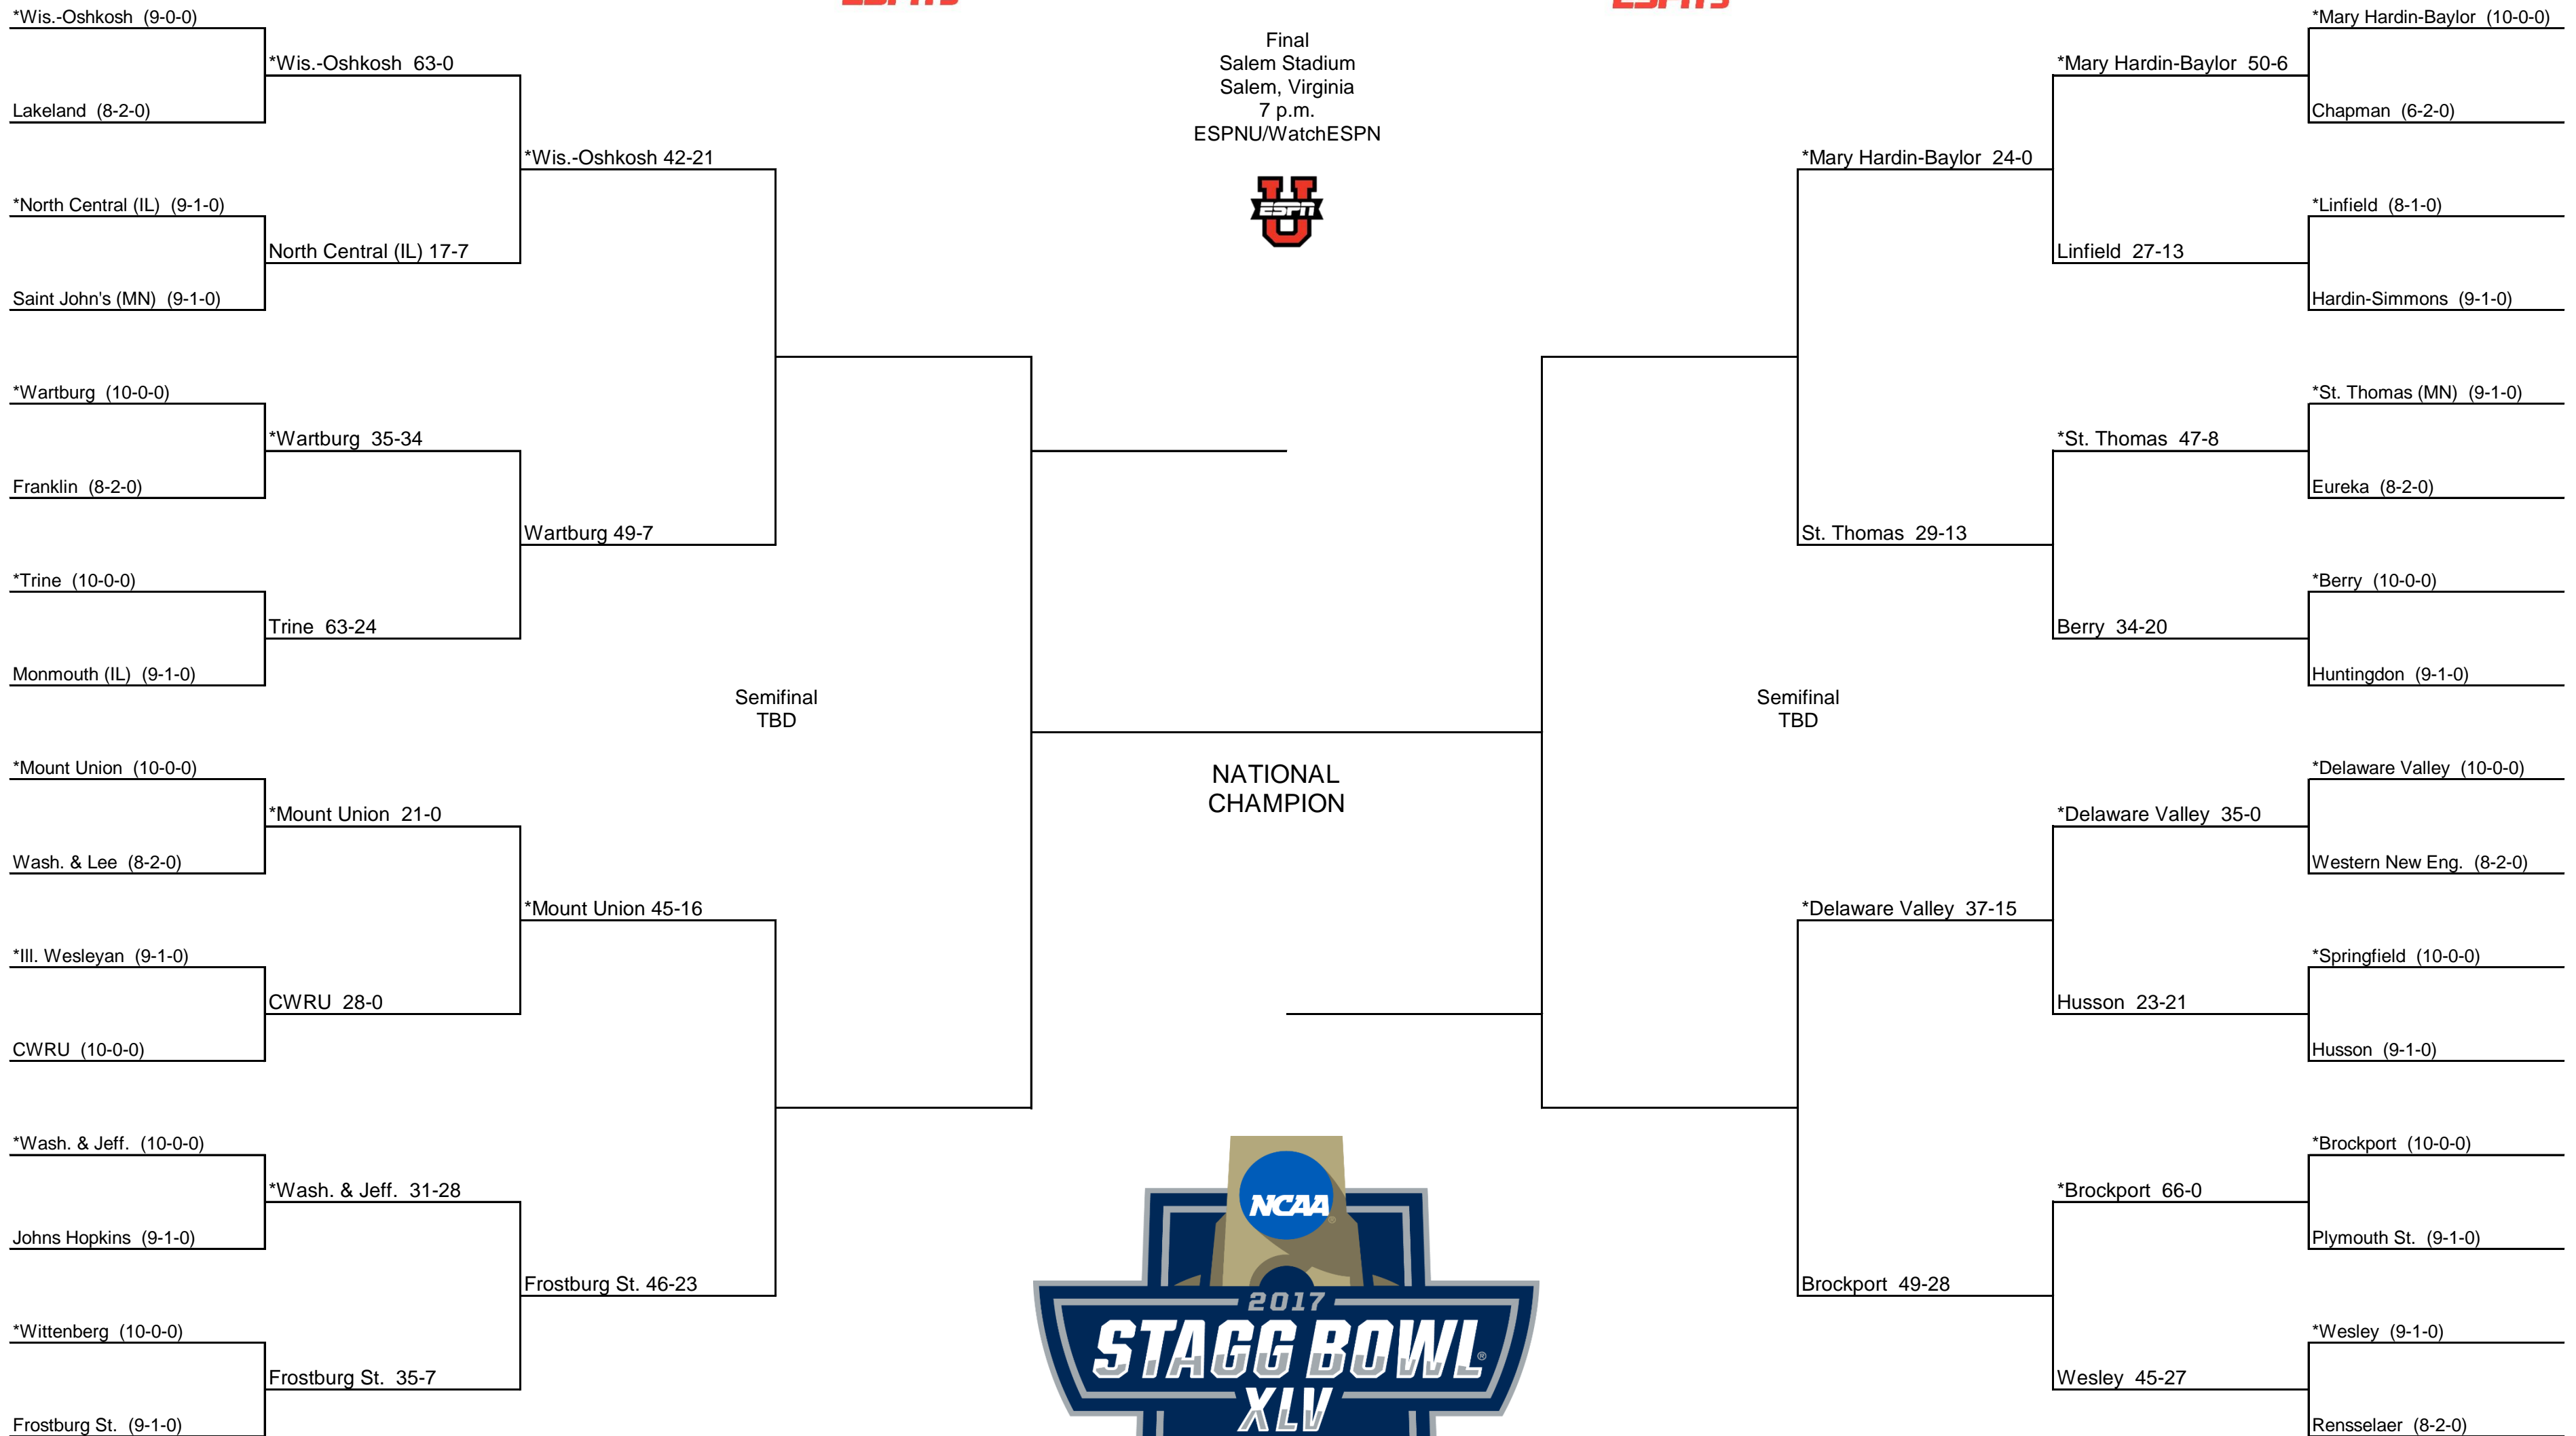 *Wis.-Oshkosh (9-0-0)
Lakeland (8-2-0)
*North Central (IL) (9-1-0)
Saint John's (MN) (9-1-0)
*Wartburg (10-0-0)
Franklin (8-2-0)
*Trine (10-0-0)
Monmouth (IL) (9-1-0)
*Mount Union (10-0-0)
Wash. & Lee (8-2-0)
*Ill. Wesleyan (9-1-0)
CWRU (10-0-0)
*Wash. & Jeff. (10-0-0)
Johns Hopkins (9-1-0)
*Wittenberg (10-0-0)
Frostburg St. (9-1-0)
*Wis.-Oshkosh 63-0
North Central (IL) 17-7
*Wartburg 35-34
Trine 63-24
*Mount Union 21-0
CWRU 28-0
*Wash. & Jeff. 31-28
Frostburg St. 35-7
*Wis.-Oshkosh 42-21
Wartburg 49-7
*Mount Union 45-16
Frostburg St. 46-23
Semifinal
TBD
Final
Salem Stadium
Salem, Virginia
7 p.m.
ESPNU/WatchESPN
ESPN
U
NATIONAL
CHAMPION
NCAA
2017
STAGG BOWL
XLV
Semifinal
TBD
*Mary Hardin-Baylor 24-0
St. Thomas 29-13
*Delaware Valley 37-15
Brockport 49-28
*Mary Hardin-Baylor 50-6
Linfield 27-13
*St. Thomas 47-8
Berry 34-20
*Delaware Valley 35-0
Husson 23-21
*Brockport 66-0
Wesley 45-27
*Mary Hardin-Baylor (10-0-0)
Chapman (6-2-0)
*Linfield (8-1-0)
Hardin-Simmons (9-1-0)
*St. Thomas (MN) (9-1-0)
Eureka (8-2-0)
*Berry (10-0-0)
Huntingdon (9-1-0)
*Delaware Valley (10-0-0)
Western New Eng. (8-2-0)
*Springfield (10-0-0)
Husson (9-1-0)
*Brockport (10-0-0)
Plymouth St. (9-1-0)
*Wesley (9-1-0)
Rensselaer (8-2-0)